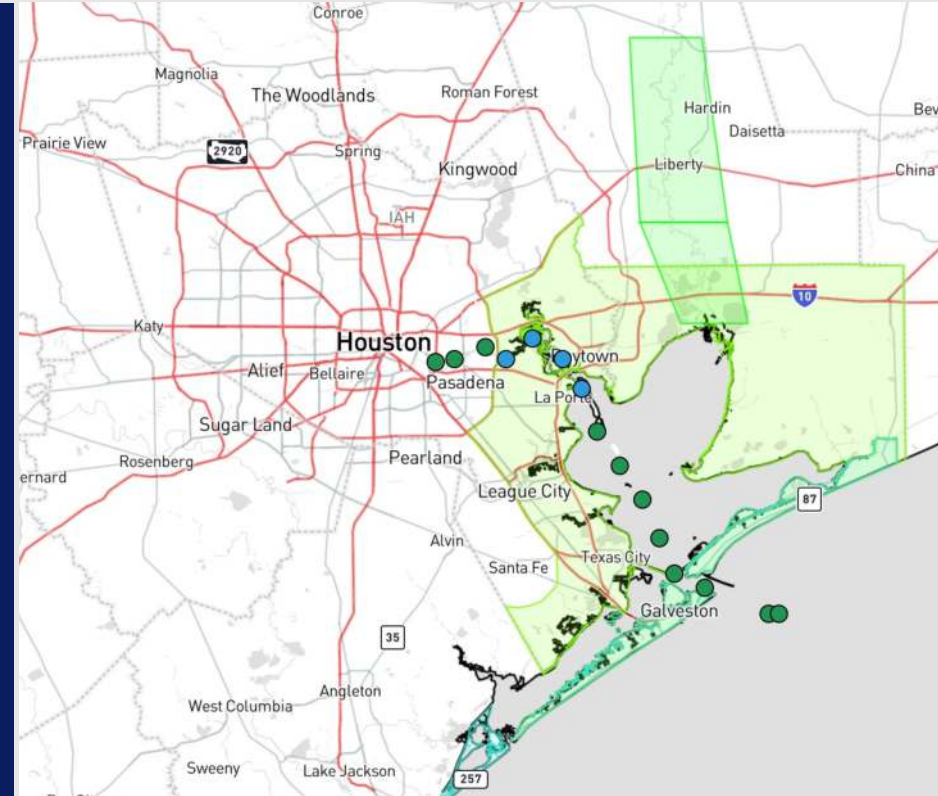 Conroe
Magnolia
The Woodlands
Roman Forest
Hardin
Bev
Daisetta
Prairie View
2920
Spring
Kingwood
Liberty
China
IAH
10
Katy
Houston
Baytown
Alief
Bellaire
Pasadena
La Porte
Sugar Land
Rosenberg
Pearland
ernard
League City
87
Alvin
Texas City
Santa Fe
Galveston
35
Angleton
West Columbia
Sweeny
Lake Jackson
257